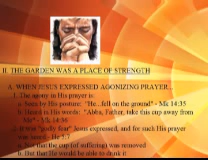 II. THE GARDEN WAS A PLACE OF STRENGTH
A. WHEN JESUS EXPRESSED AGONIZING PRAYER...
1. The agony in His prayer is:
a. Seen by His posture: "He...fell on the ground" - Mk 14:35
b. Heard in His words: "Abba, Father, take this cup away from
Me" - Mk 14:36
2. It was "godly fear" Jesus expressed, and for such His prayer
was heard - He 5:7
a. Not that the cup (of suffering) was removed
b. But that He would be able to drink it